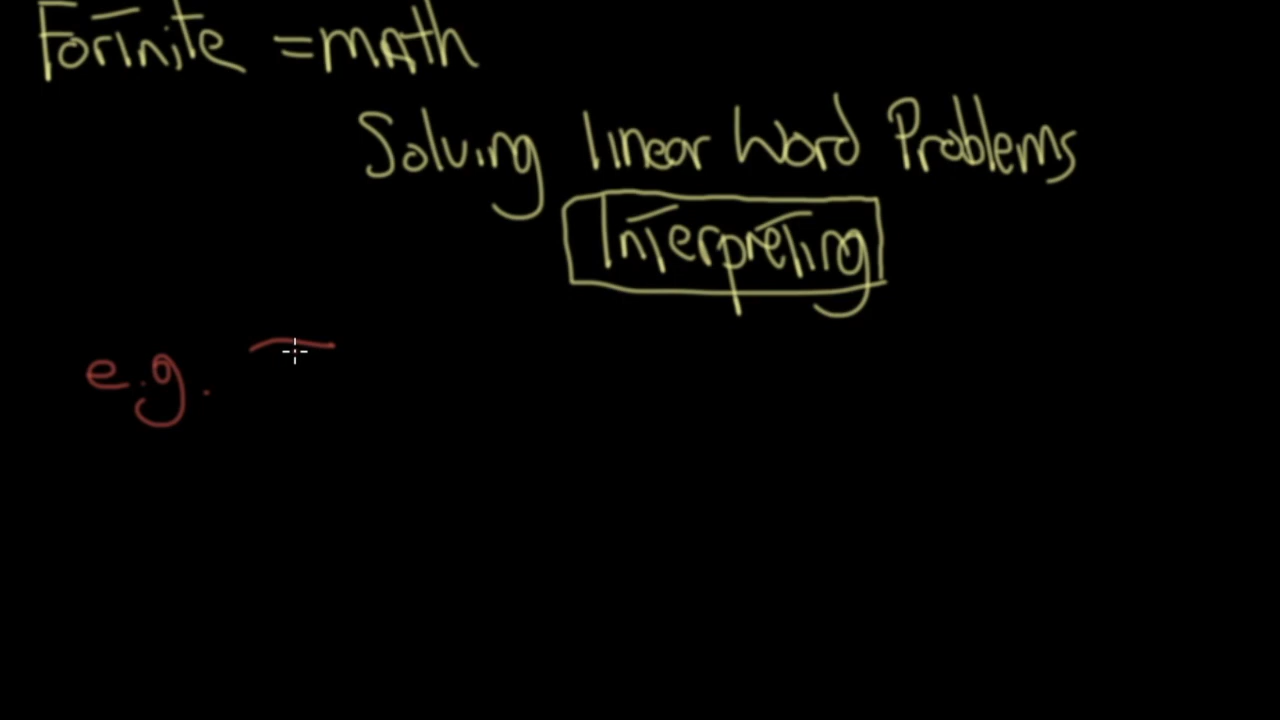 Fortnite = math
Solving linear Word Problems
Interpreting
e.g.